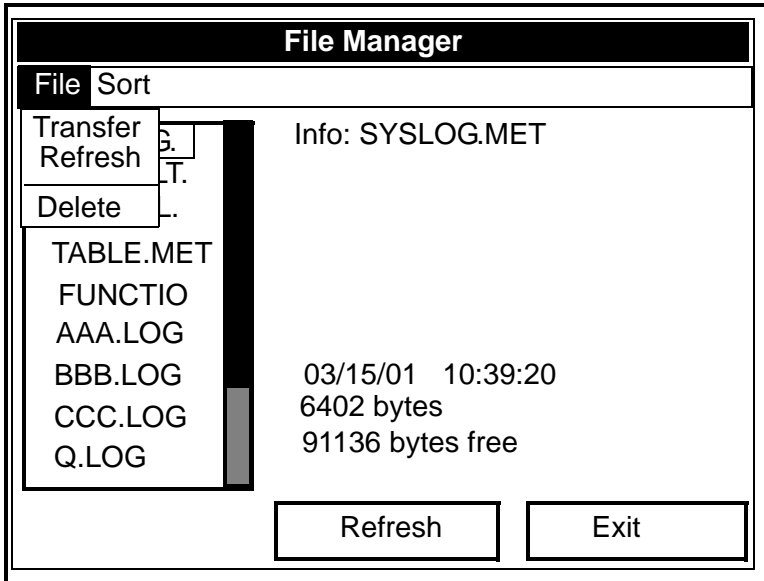 File Manager
File Sort
Transfer
Refresh
Delete
G.
LT.
L.
TABLE.MET
FUNCTIO
AAA.LOG
BBB.LOG
CCC.LOG
Q.LOG
Info: SYSLOG.MET
03/15/01 10:39:20
6402 bytes
91136 bytes free
Refresh
Exit